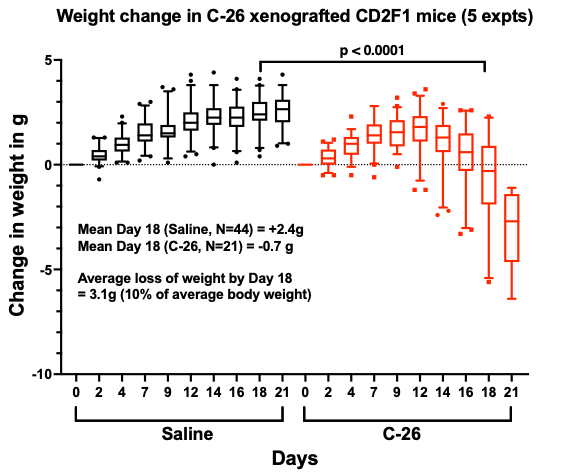 Weight change in C-26 xenografted CD2F1 mice (5 expts)
p < 0.0001
5
0
-5
-10
Change in weight in g
Mean Day 18 (Saline, N=44) = +2.4g
Mean Day 18 (C-26, N=21) = -0.7 g
Average loss of weight by Day 18
= 3.1g (10% of average body weight)
0 2 4 7 9 12 14 16 18 21 0 2 4 7 9 12 14 16 18 21
Saline C-26
Days